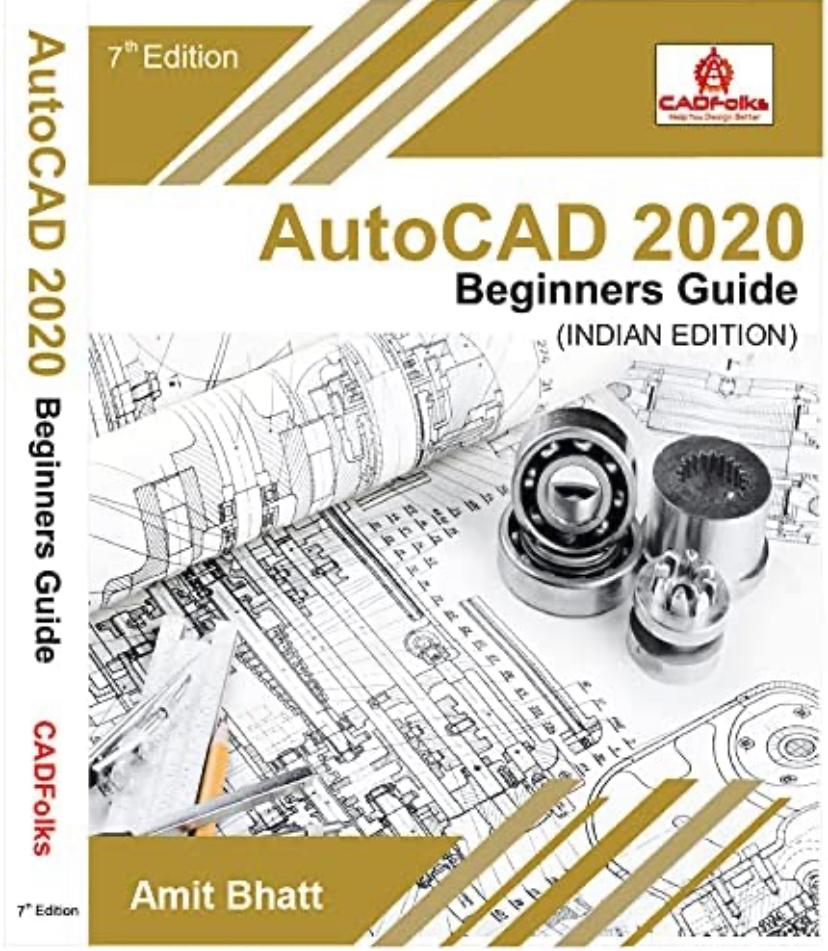 AutoCAD 2020 Beginners Guide CADFolks
7th Edition
7th Edition
CADFolks
Help You Design Better
AutoCAD 2020
Beginners Guide
(INDIAN EDITION)
Amit Bhatt